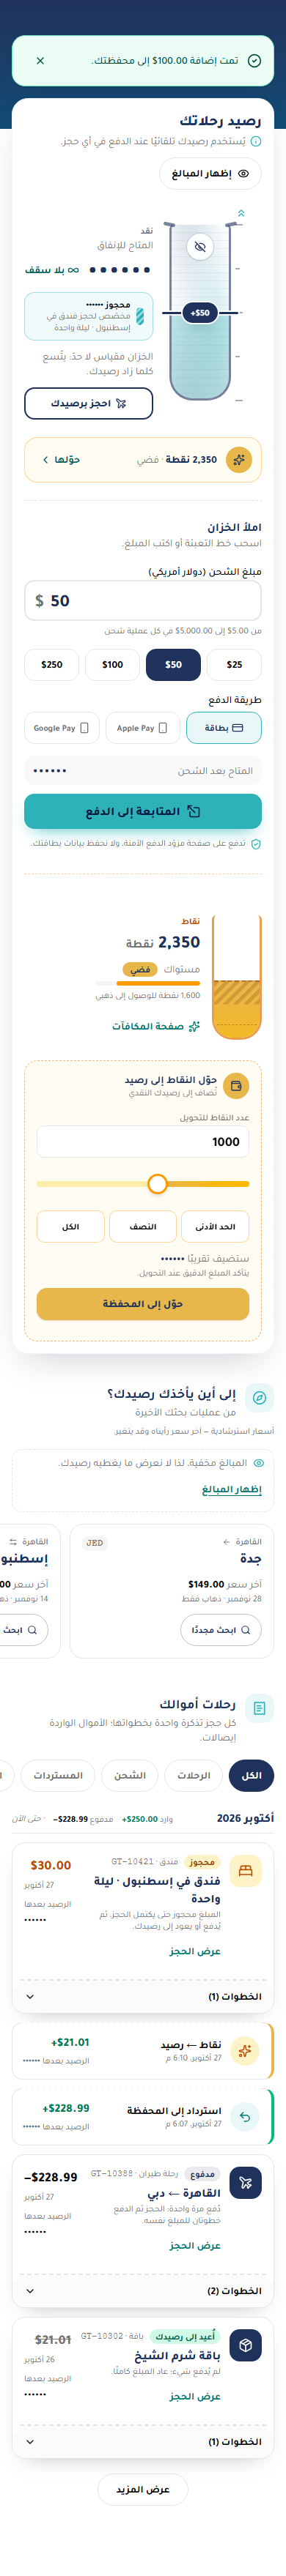 تمت إضافة $100.00 إلى محفظتك.
رصيد رحلاتك
يُستخدم رصيدك تلقائيًا عند الدفع في أي حجز.
إظهار المبالغ
نقد
المتاح للإنفاق
•••••• بلا سقف
+$50
محجوز ••••••
مخصّص لحجز فندق في
إسطنبول · ليلة واحدة
الخزان مقياس لا حدّ: يتّسع
كلما زاد رصيدك.
احجز برصيدك
2,350 نقطة · فضي
حوّلها
املأ الخزان
اسحب خط التعبئة أو اكتب المبلغ.
مبلغ الشحن (دولار أمريكي)
$ 50
من $5.00 إلى $5,000.00 في كل عملية شحن
$25
$50
$100
$250
طريقة الدفع
بطاقة
Apple Pay
Google Pay
المتاح بعد الشحن ••••••
المتابعة إلى الدفع
تدفع على صفحة مزوّد الدفع الآمنة، ولا نحفظ بيانات بطاقتك.
نقاط
2,350 نقطة
مستواك فضي
1,600 نقطة للوصول إلى ذهبي
صفحة المكافآت
حوّل النقاط إلى رصيد
تُضاف إلى رصيدك النقدي
عدد النقاط للتحويل
1000
الحد الأدنى
النصف
الكل
ستضيف تقريبًا ••••••
يتأكد المبلغ الدقيق عند التحويل.
حوّل إلى المحفظة
إلى أين يأخذك رصيدك؟
من عمليات بحثك الأخيرة
أسعار استرشادية — آخر سعر رأيناه وقد يتغير.
المبالغ مخفية، لذا لا نعرض ما يغطيه رصيدك.
إظهار المبالغ
القاهرة
JED
جدة
آخر سعر $149.00
28 نوفمبر · ذهاب فقط
ابحث مجددًا
القاهرة
إسطنبو
آخر سعر
14 نوفمبر
ابحث
رحلات أموالك
كل حجز تذكرة واحدة بخطواتها؛ الأموال الواردة
إيصالات.
الكل
الرحلات
الشحن
المستردات
أكتوبر 2026
وارد +$250.00 مدفوع −$228.99 · حتى الآن
محجوز فندق · GT-10421
$30.00
فندق في إسطنبول · ليلة
واحدة
27 أكتوبر
المبلغ محجوز حتى يكتمل الحجز، ثم
يُدفع أو يعود إلى رصيدك.
الرصيد بعدها
••••••
عرض الحجز
الخطوات (1)
نقاط ← رصيد
+$21.01
27 أكتوبر، 6:10 م
الرصيد بعدها ••••••
استرداد إلى المحفظة
+$228.99
27 أكتوبر، 6:07 م
الرصيد بعدها ••••••
مدفوع رحلة طيران · GT-10388
−$228.99
القاهرة ← دبي
27 أكتوبر
دُفع مرة واحدة: الحجز ثم الدفع
خطوتان للمبلغ نفسه.
الرصيد بعدها
••••••
عرض الحجز
الخطوات (2)
أُعيد إلى رصيدك باقة · GT-10302
$21.01
باقة شرم الشيخ
26 أكتوبر
لم يُدفع شيء؛ عاد المبلغ كاملًا.
الرصيد بعدها
••••••
عرض الحجز
الخطوات (1)
عرض المزيد